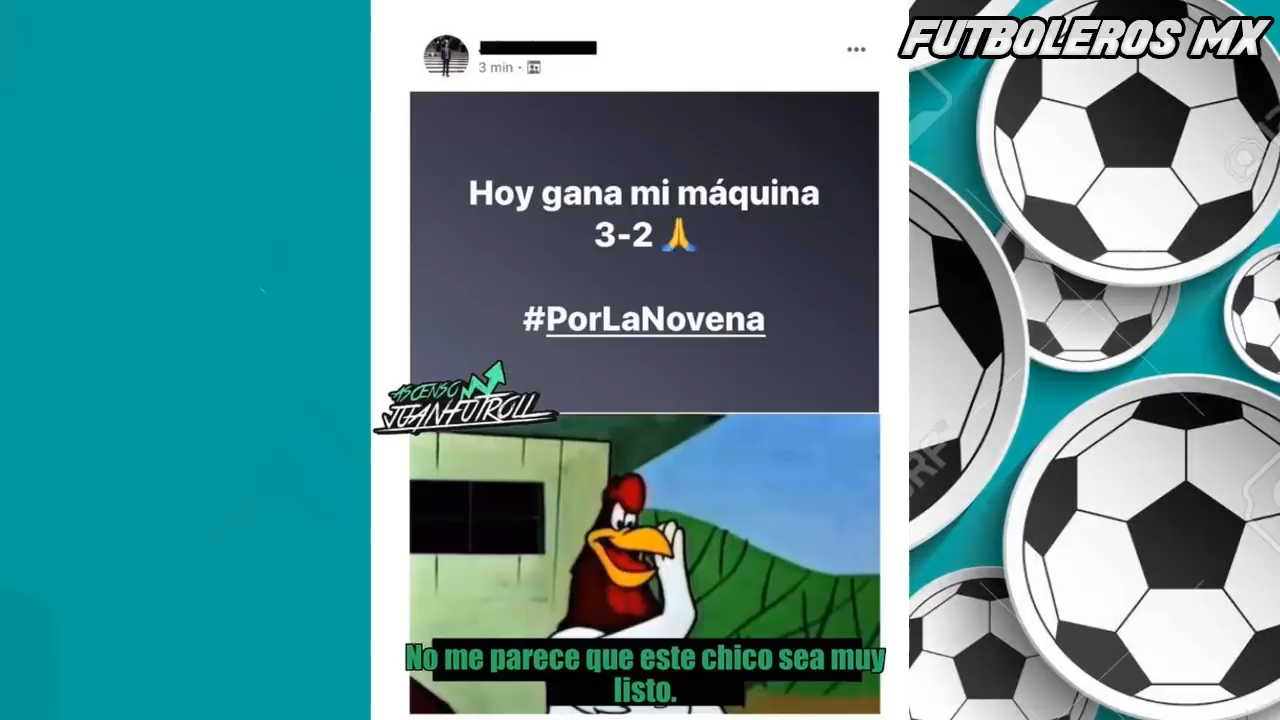 FUTBOLEROS MX
3 min ·
Hoy gana mi máquina
3-2 🙏
#PorLaNovena
ASCENSO
JUANFUTROLL
No me parece que este chico sea muy
listo.